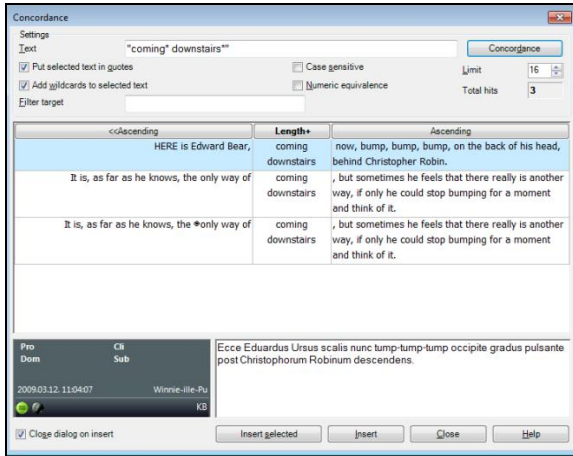 Concordance
Settings
Text "coming* downstairs*" Concordance
Put selected text in quotes Case sensitive Limit 16
Add wildcards to selected text Numeric equivalence Total hits 3
Filter target
<<Ascending Length+ Ascending
HERE is Edward Bear, coming now, bump, bump, bump, on the back of his head,
downstairs behind Christopher Robin.
It is, as far as he knows, the only way of coming , but sometimes he feels that there really is another
downstairs way, if only he could stop bumping for a moment
and think of it.
It is, as far as he knows, the *only way of coming , but sometimes he feels that there really is another
downstairs way, if only he could stop bumping for a moment
and think of it.
Pro Cli
Dom Sub
2009.03.12. 11:04:07 Winnie-ille-Pu
KB
Ecce Eduardus Ursus scalis nunc tump-tump-tump occipite gradus pulsante
post Christophorum Robinum descendens.
Close dialog on insert Insert selected Insert Close Help